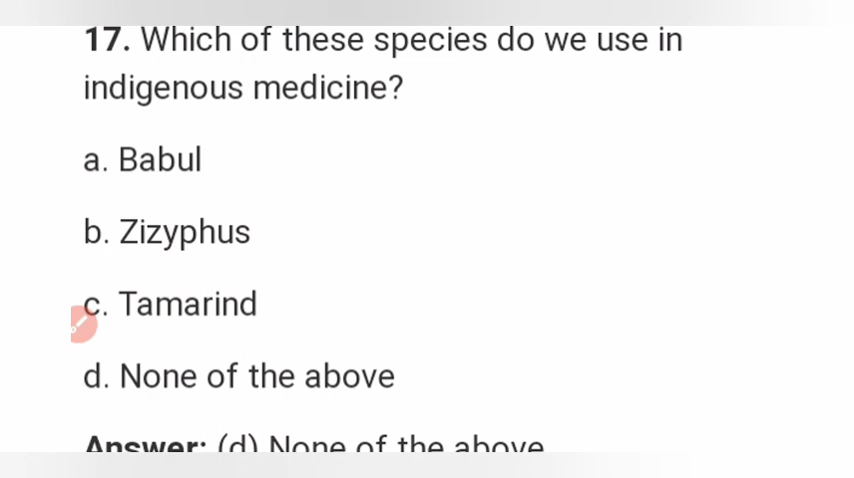 17. Which of these species do we use in
indigenous medicine?
a. Babul
b. Zizyphus
c. Tamarind
d. None of the above
Answer: (d) None of the above